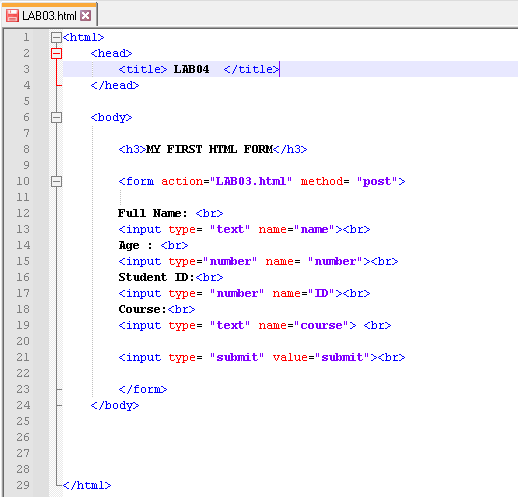 LAB03.html
1 <html>
2 <head>
3 <title> LAB04  </title>
4 </head>
5
6 <body>
7
8 <h3>MY FIRST HTML FORM</h3>
9
10 <form action="LAB03.html" method= "post">
11
12 Full Name: <br>
13 <input type= "text" name="name"><br>
14 Age : <br>
15 <input type="number" name= "number"><br>
16 Student ID:<br>
17 <input type= "number" name="ID"><br>
18 Course:<br>
19 <input type= "text" name="course"> <br>
20
21 <input type= "submit" value="submit"><br>
22
23 </form>
24 </body>
25
26
27
28
29 </html>